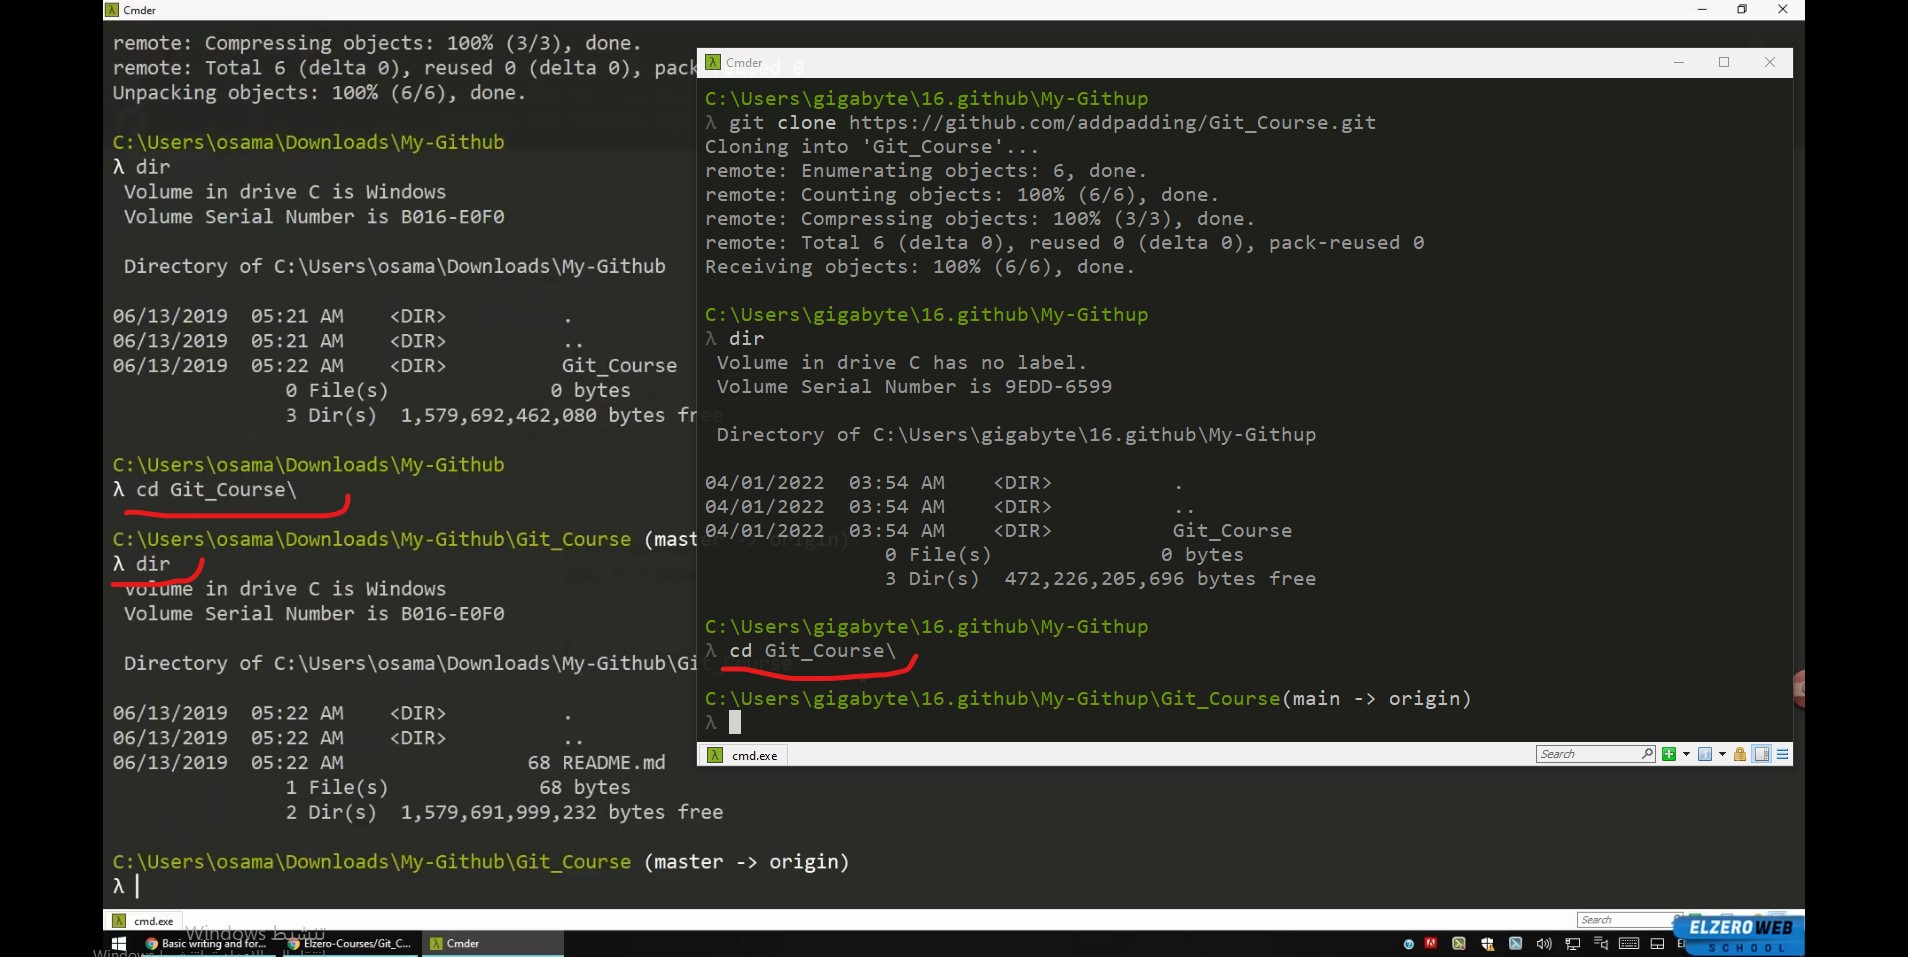 Cmder
remote: Compressing objects: 100% (3/3), done.
remote: Total 6 (delta 0), reused 0 (delta 0), pack-reused 0
Unpacking objects: 100% (6/6), done.
C:\Users\osama\Downloads\My-Github
λ dir
Volume in drive C is Windows
Volume Serial Number is B016-E0F0
Directory of C:\Users\osama\Downloads\My-Github
06/13/2019 05:21 AM <DIR> .
06/13/2019 05:21 AM <DIR> ..
06/13/2019 05:22 AM <DIR> Git_Course
0 File(s) 0 bytes
3 Dir(s) 1,579,692,462,080 bytes free
C:\Users\osama\Downloads\My-Github
λ cd Git_Course\
C:\Users\osama\Downloads\My-Github\Git_Course (master -> origin)
λ dir
Volume in drive C is Windows
Volume Serial Number is B016-E0F0
Directory of C:\Users\osama\Downloads\My-Github\Git_Course
06/13/2019 05:22 AM <DIR> .
06/13/2019 05:22 AM <DIR> ..
06/13/2019 05:22 AM 68 README.md
1 File(s) 68 bytes
2 Dir(s) 1,579,691,999,232 bytes free
C:\Users\osama\Downloads\My-Github\Git_Course (master -> origin)
λ
cmd.exe
Search
Cmder
C:\Users\gigabyte\16.github\My-Githup
λ git clone https://github.com/addpadding/Git_Course.git
Cloning into 'Git_Course'...
remote: Enumerating objects: 6, done.
remote: Counting objects: 100% (6/6), done.
remote: Compressing objects: 100% (3/3), done.
remote: Total 6 (delta 0), reused 0 (delta 0), pack-reused 0
Receiving objects: 100% (6/6), done.
C:\Users\gigabyte\16.github\My-Githup
λ dir
Volume in drive C has no label.
Volume Serial Number is 9EDD-6599
Directory of C:\Users\gigabyte\16.github\My-Githup
04/01/2022 03:54 AM <DIR> .
04/01/2022 03:54 AM <DIR> ..
04/01/2022 03:54 AM <DIR> Git_Course
0 File(s) 0 bytes
3 Dir(s) 472,226,205,696 bytes free
C:\Users\gigabyte\16.github\My-Githup
λ cd Git_Course\
C:\Users\gigabyte\16.github\My-Githup\Git_Course(main -> origin)
λ
cmd.exe
Search
تنشيط Windows
Basic writing and for...
Elzero-Courses/Git_C...
Cmder
ELZEROWEB
SCHOOL